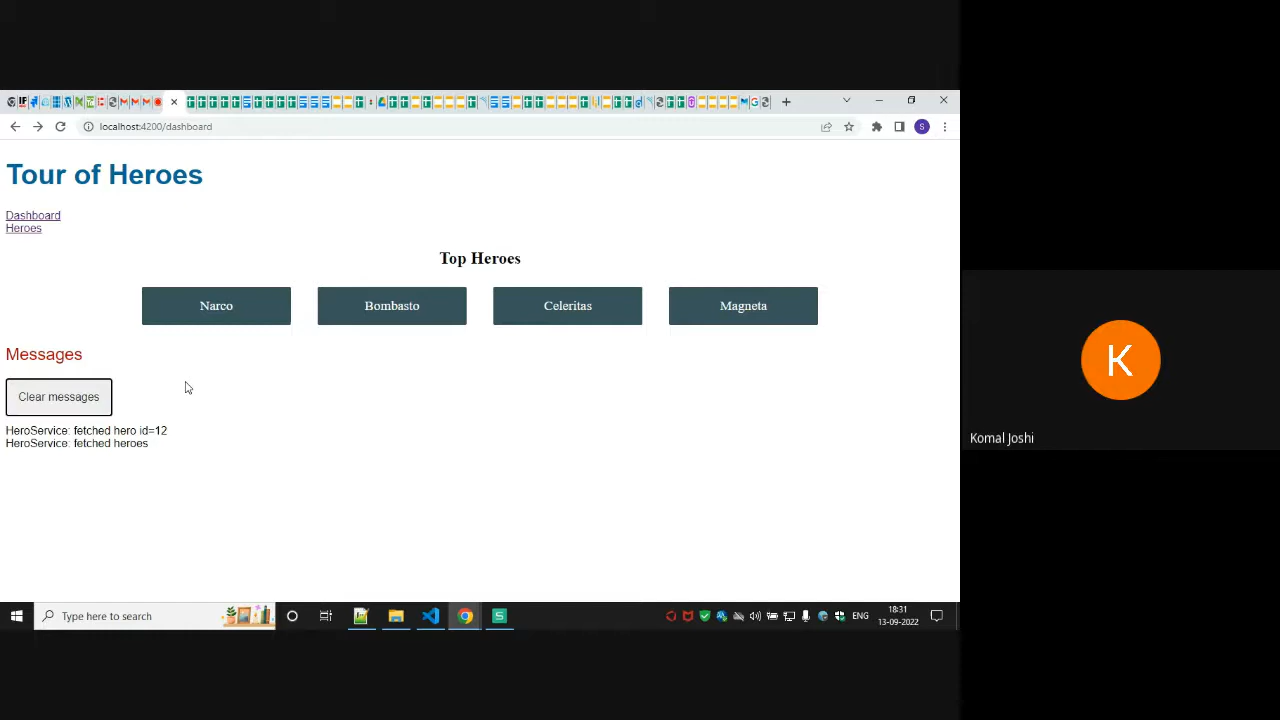 localhost:4200/dashboard
S
Tour of Heroes
Dashboard
Heroes
Top Heroes
Narco
Bombasto
Celeritas
Magneta
Messages
Clear messages
HeroService: fetched hero id=12
HeroService: fetched heroes
K
Komal Joshi
Type here to search
ENG
18:31
13-09-2022